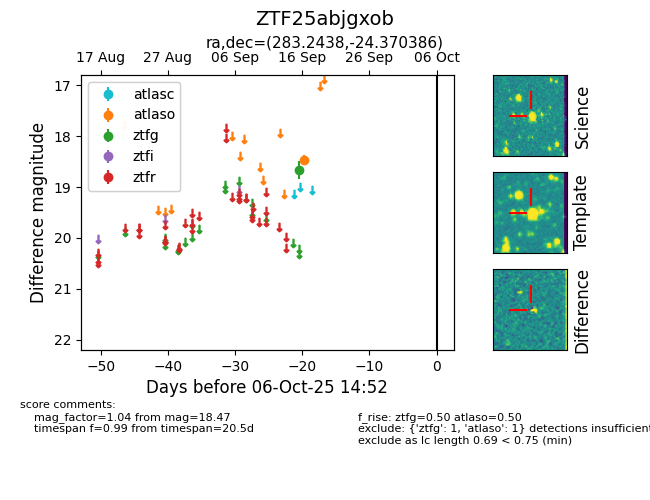 ZTF25abjgxob
ra,dec=(283.2438,-24.370386)
17 Aug 27 Aug 06 Sep 16 Sep 26 Sep 06 Oct
17
18
19
20
21
22
Difference magnitude
atlasc
atlaso
ztfg
ztfi
ztfr
−50 −40 −30 −20 −10 0
Days before 06-Oct-25 14:52
Science
Template
Difference
score comments:
mag_factor=1.04 from mag=18.47
timespan f=0.99 from timespan=20.5d
f_rise: ztfg=0.50 atlaso=0.50
exclude: {'ztfg': 1, 'atlaso': 1} detections insufficient
exclude as lc length 0.69 < 0.75 (min)